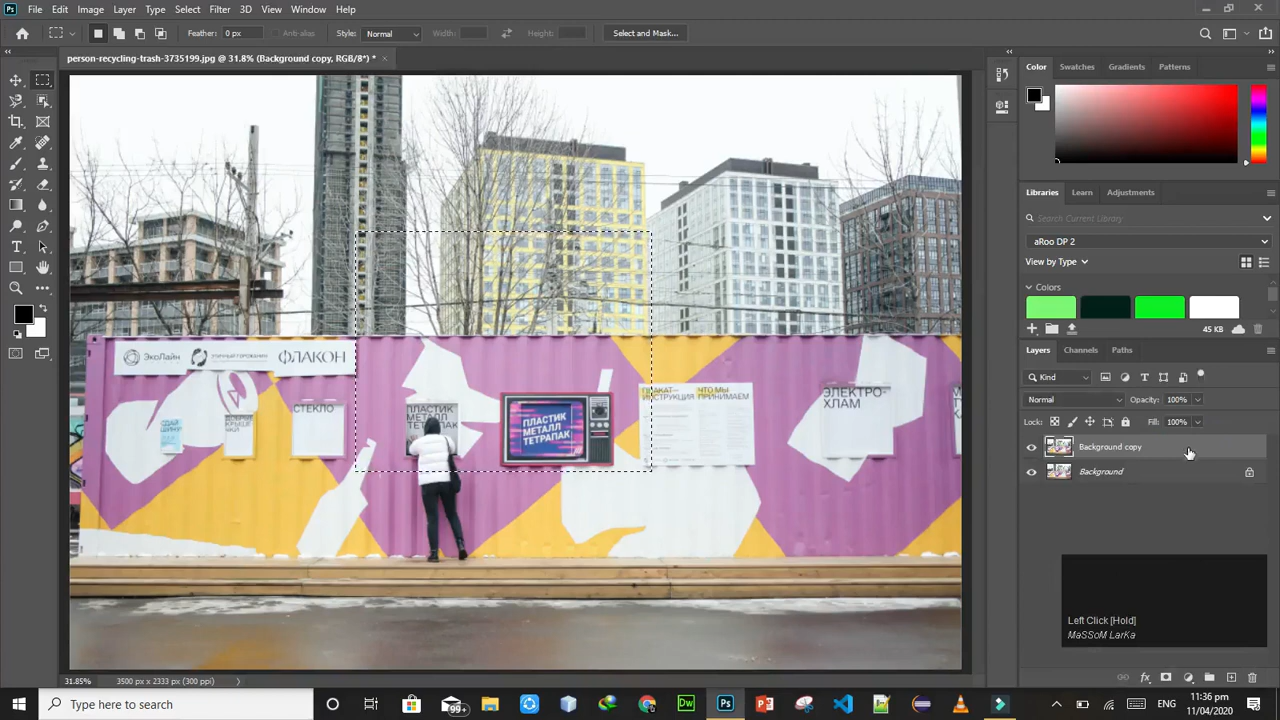 File Edit Image Layer Type Select Filter 3D View Window Help
Feather: 0 px Anti-alias Style: Normal Width: Height: Select and Mask...
person-recycling-trash-3735199.jpg @ 31.8% (Background copy, RGB/8*) * ×
Color Swatches Gradients Patterns
Libraries Learn Adjustments
Search Current Library
aRoo DP 2
View by Type
Colors
45 KB
Layers Channels Paths
Kind
Normal Opacity: 100%
Lock: Fill: 100%
Background copy
Background
ЭкоЛайн
ФЛАКОН
СТЕКЛО
ПЛАСТИК
МЕТАЛЛ
ТЕТРАПАК
ПЛАКАТ—
ИНСТРУКЦИЯ
ЧТО МЫ
ПРИНИМАЕМ
ЭЛЕКТРО-
ХЛАМ
Left Click [Hold]
MaSSoM LarKa
31.85% 3500 px x 2333 px (300 ppi)
Type here to search
99+
11:36 pm
11/04/2020